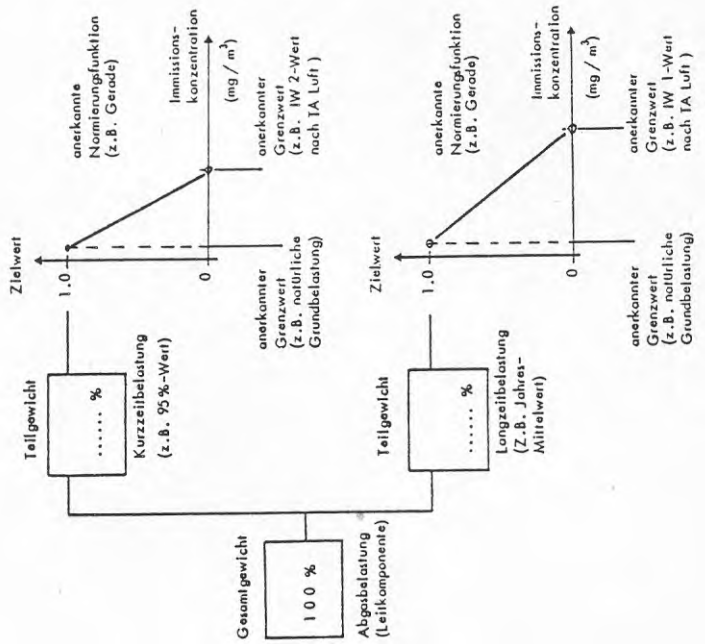 Gesamtgewicht
100 %
Abgasbelastung
(Leitkomponente)
Teilgewicht
...... %
Kurzzeitbelastung
(z.B. 95%-Wert)
Zielwert
1.0
0
anerkannte
Normierungsfunktion
(z.B. Gerade)
Immissions-
konzentration
(mg / m³)
anerkannter
Grenzwert
(z.B. natürliche
Grundbelastung)
anerkannter
Grenzwert
(z.B. IW 2-Wert
nach TA Luft )
Teilgewicht
...... %
Langzeitbelastung
(Z.B. Jahres-
Mittelwert)
Zielwert
1.0
0
anerkannte
Normierungsfunktion
(z.B. Gerade)
Immissions-
konzentration
(mg / m³)
anerkannter
Grenzwert
(z.B. natürliche
Grundbelastung)
anerkannter
Grenzwert
(z.B. IW 1-Wert
nach TA Luft )